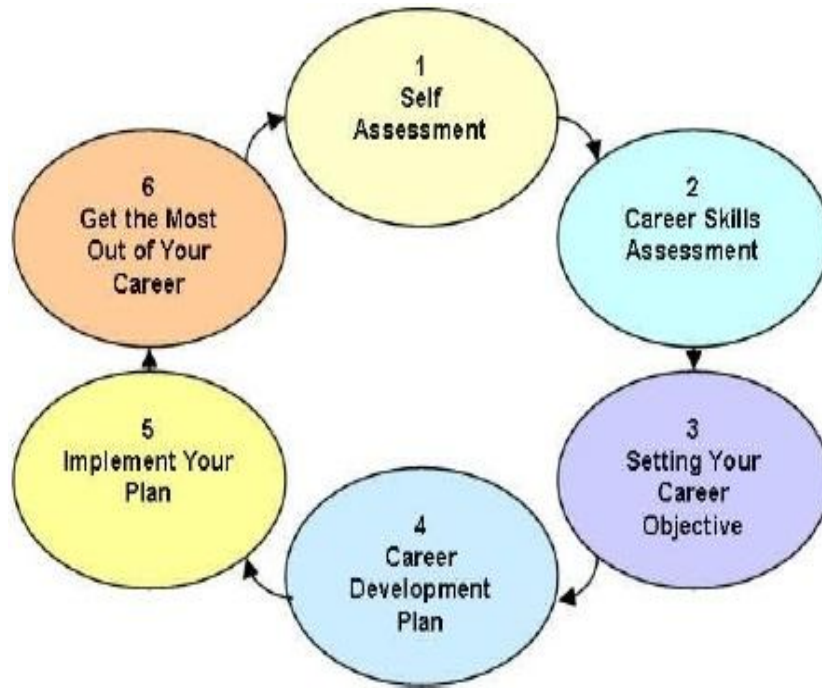 1
Self
Assessment
2
Career Skills
Assessment
3
Setting Your
Career
Objective
4
Career
Development
Plan
5
Implement Your
Plan
6
Get the Most
Out of Your
Career